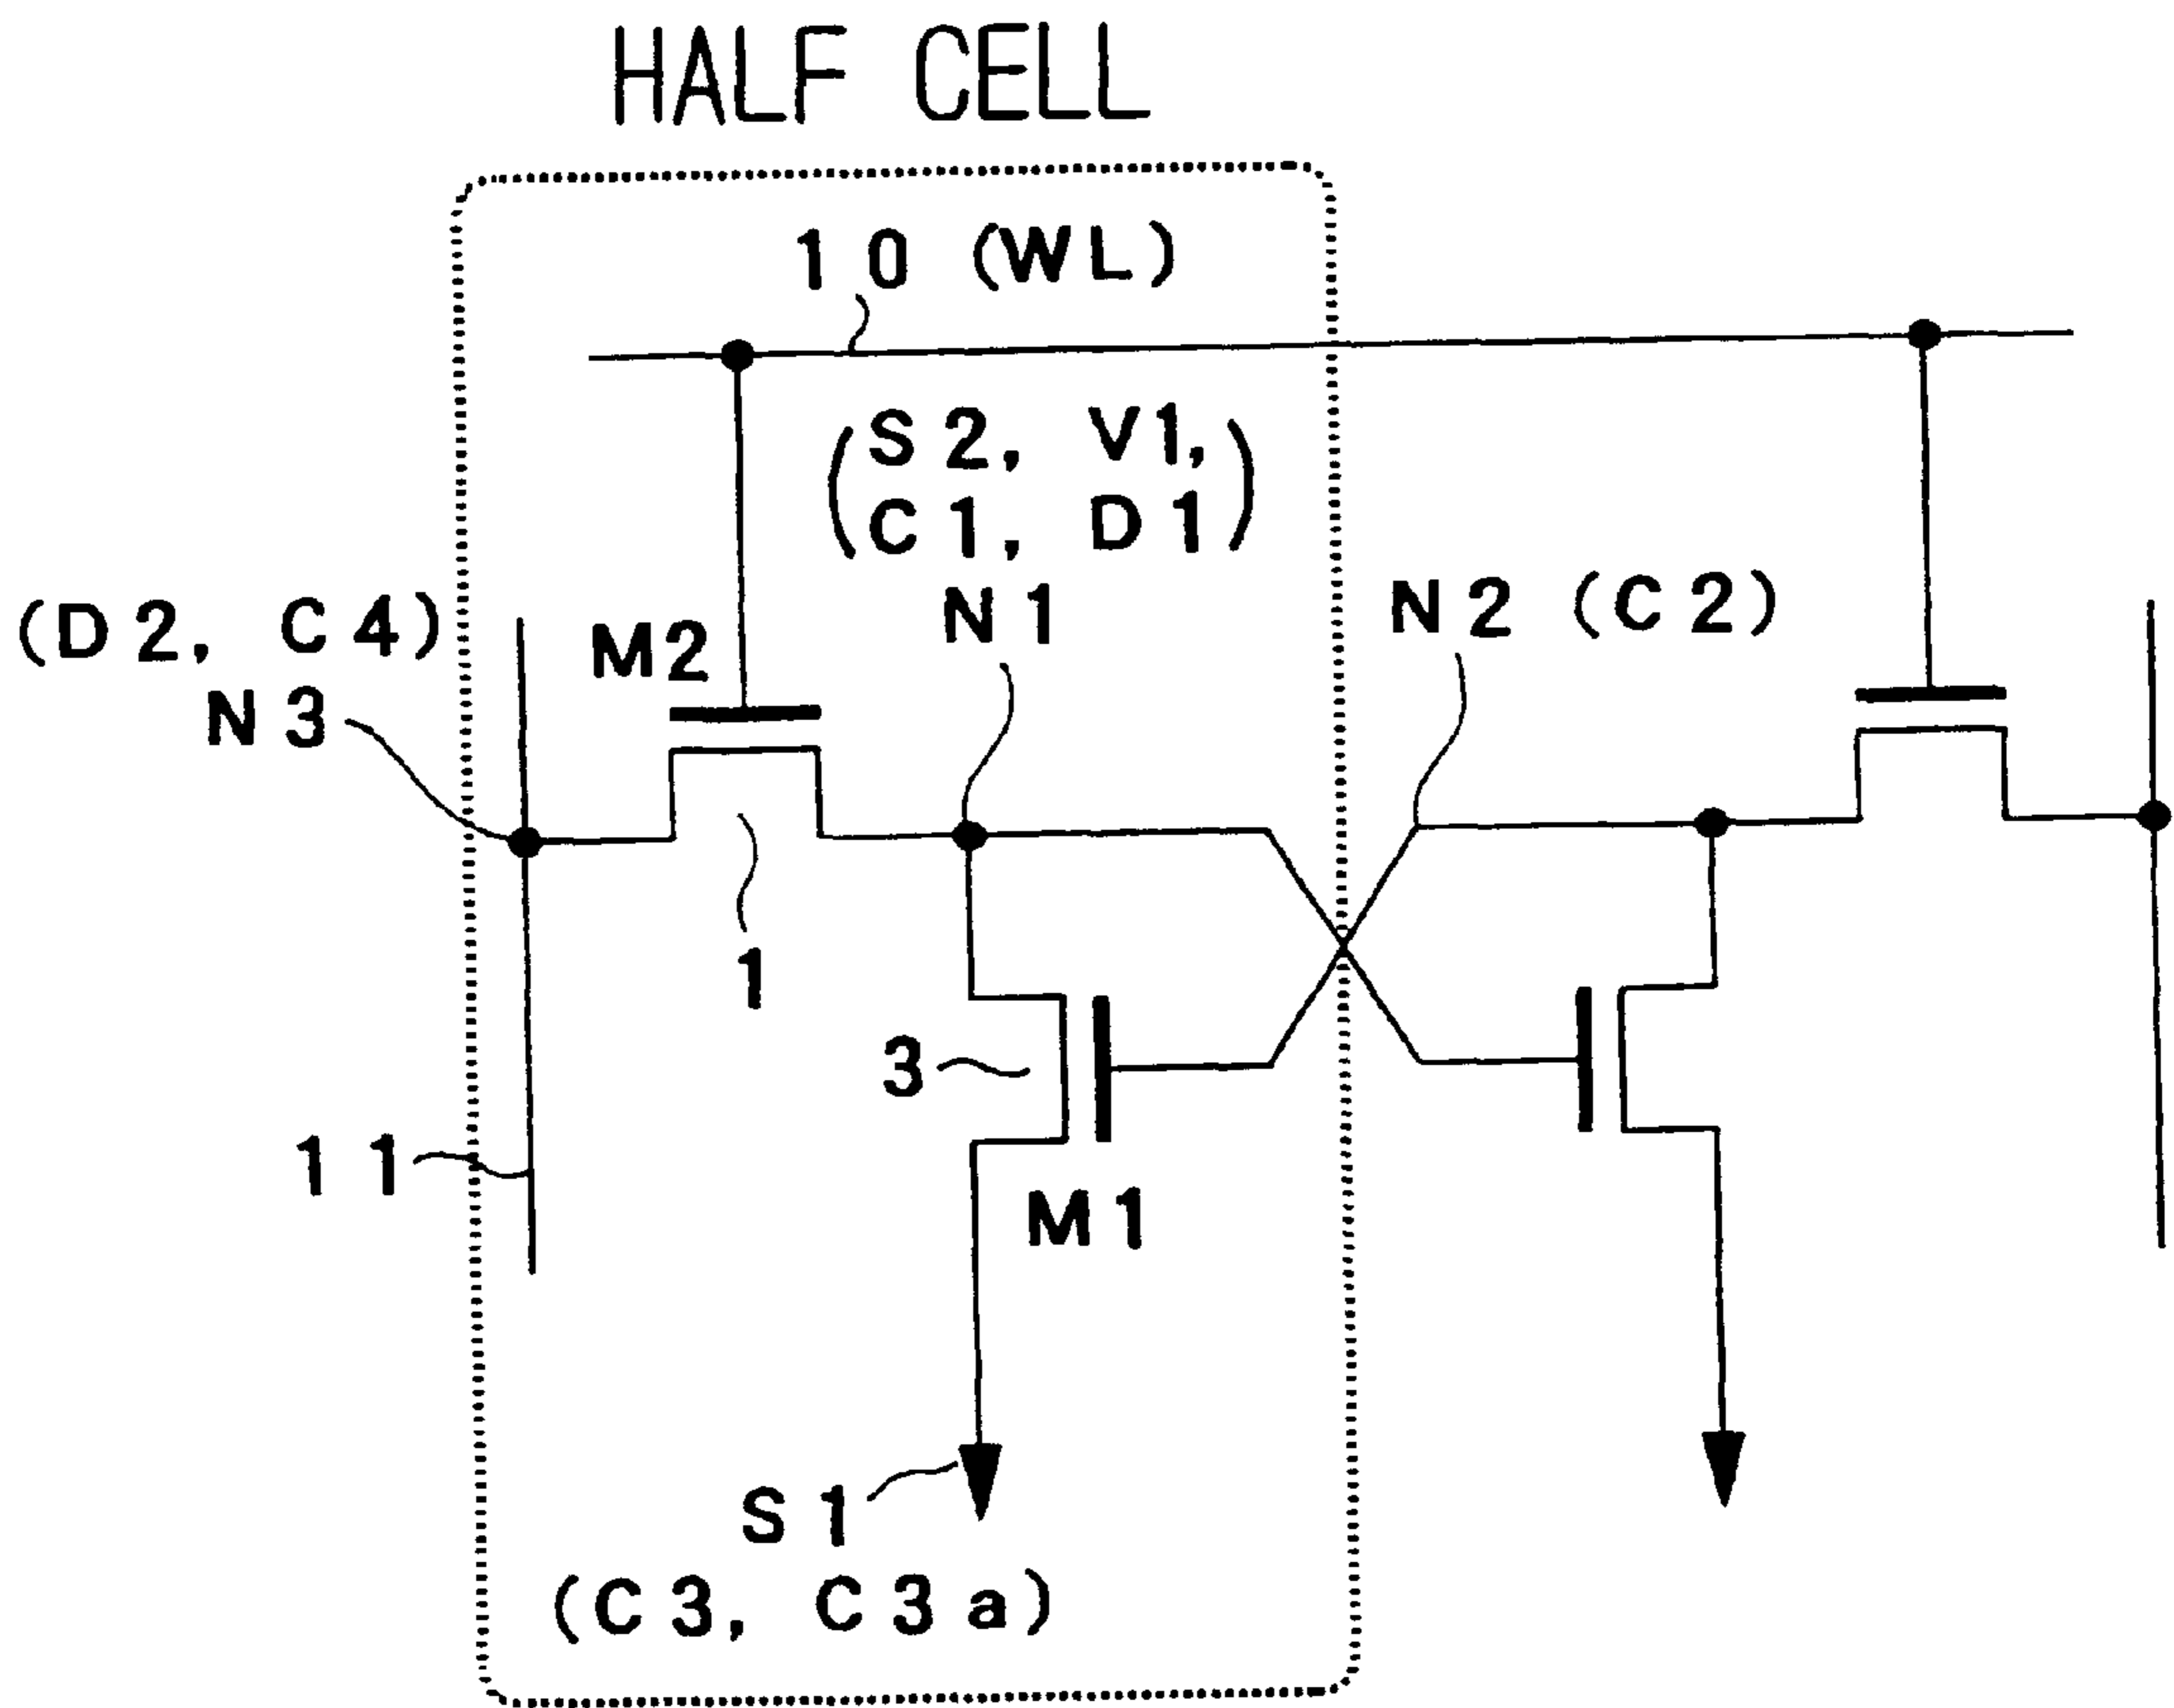 HALF CELL
10 (WL)
(S2, V1,
C1, D1)
N1
N2 (C2)
(D2, C4)
N3
M2
1
3
11
M1
S1
(C3, C3a)